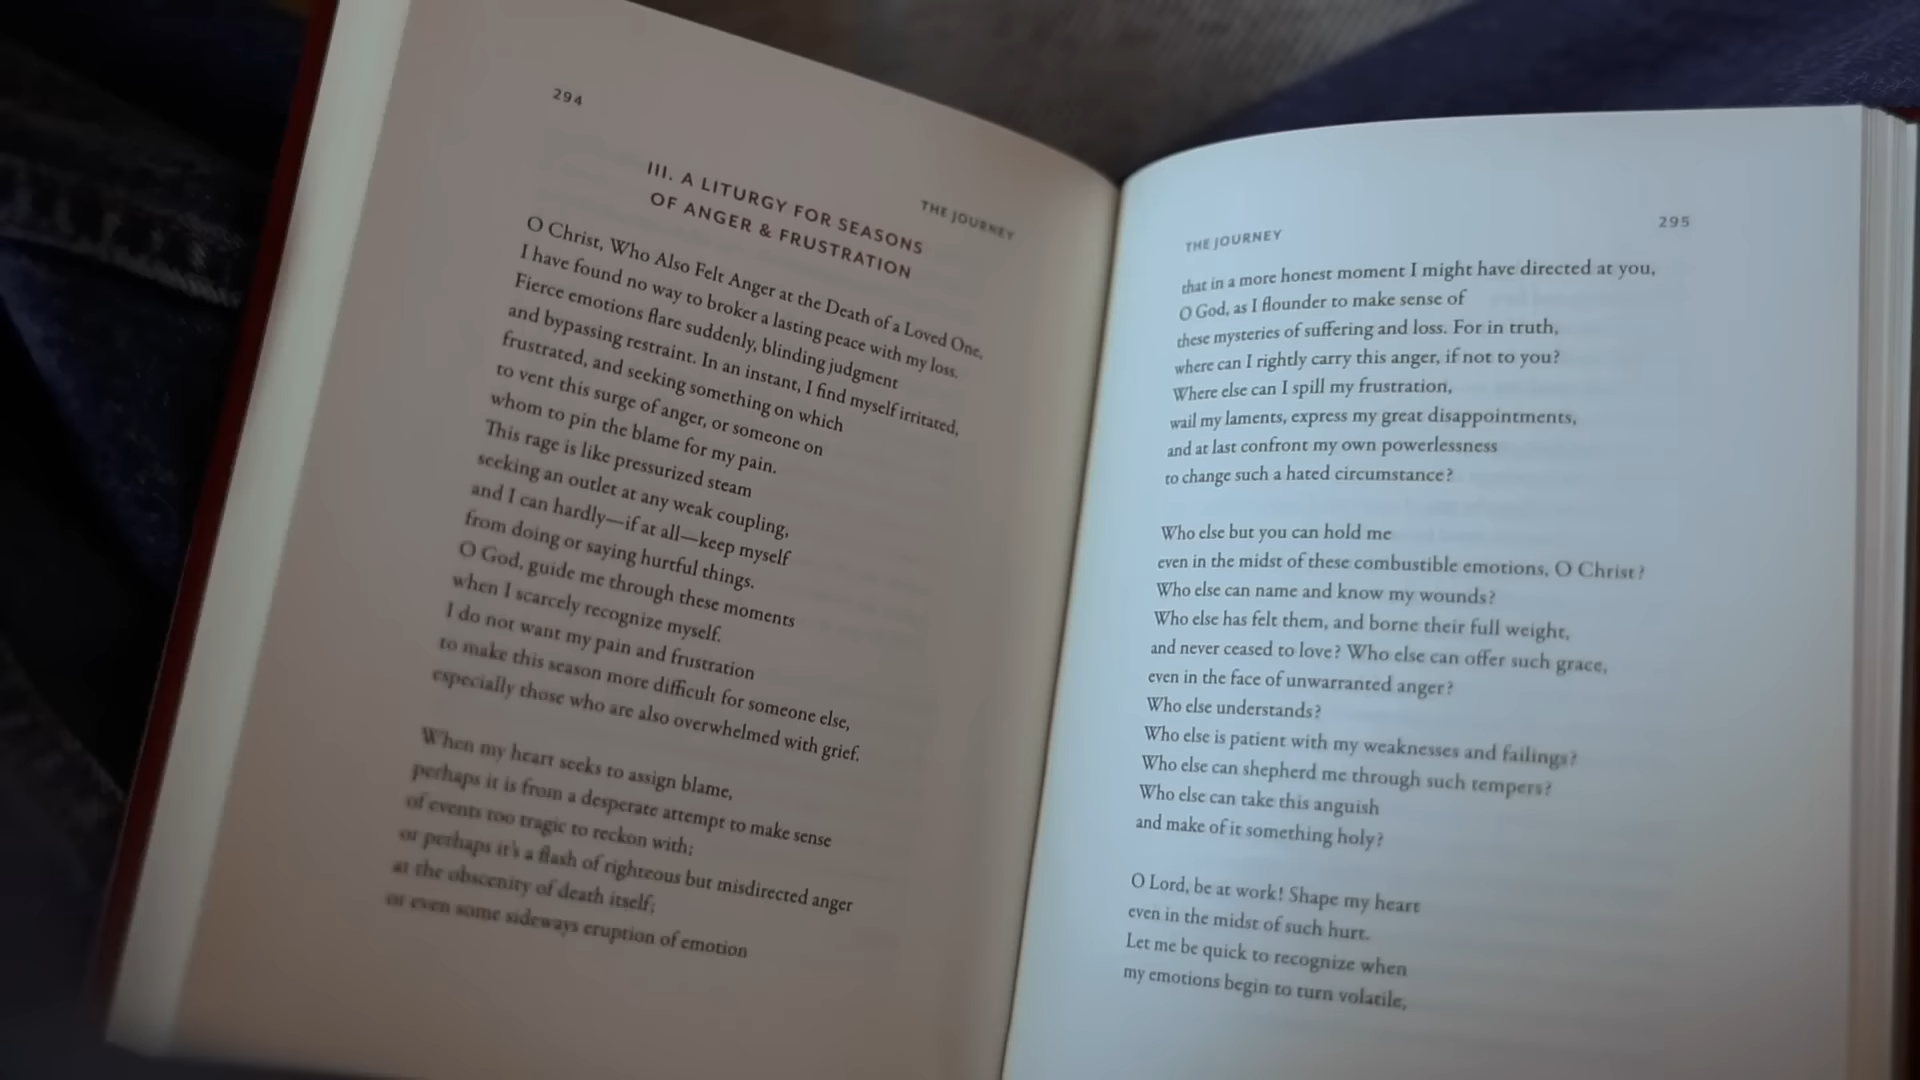 294
THE JOURNEY
III. A LITURGY FOR SEASONS
OF ANGER & FRUSTRATION
O Christ, Who Also Felt Anger at the Death of a Loved One,
I have found no way to broker a lasting peace with my loss.
Fierce emotions flare suddenly, blinding judgment
and bypassing restraint. In an instant, I find myself irritated,
frustrated, and seeking something on which
to vent this surge of anger, or someone on
whom to pin the blame for my pain.
This rage is like pressurized steam
seeking an outlet at any weak coupling,
and I can hardly—if at all—keep myself
from doing or saying hurtful things.
O God, guide me through these moments
when I scarcely recognize myself.
I do not want my pain and frustration
to make this season more difficult for someone else,
especially those who are also overwhelmed with grief.
When my heart seeks to assign blame,
perhaps it is from a desperate attempt to make sense
of events too tragic to reckon with;
or perhaps it's a flash of righteous but misdirected anger
at the obscenity of death itself;
or even some sideways eruption of emotion
THE JOURNEY
295
that in a more honest moment I might have directed at you,
O God, as I flounder to make sense of
these mysteries of suffering and loss. For in truth,
where can I rightly carry this anger, if not to you?
Where else can I spill my frustration,
wail my laments, express my great disappointments,
and at last confront my own powerlessness
to change such a hated circumstance?
Who else but you can hold me
even in the midst of these combustible emotions, O Christ?
Who else can name and know my wounds?
Who else has felt them, and borne their full weight,
and never ceased to love? Who else can offer such grace,
even in the face of unwarranted anger?
Who else understands?
Who else is patient with my weaknesses and failings?
Who else can shepherd me through such tempers?
Who else can take this anguish
and make of it something holy?
O Lord, be at work! Shape my heart
even in the midst of such hurt.
Let me be quick to recognize when
my emotions begin to turn volatile,